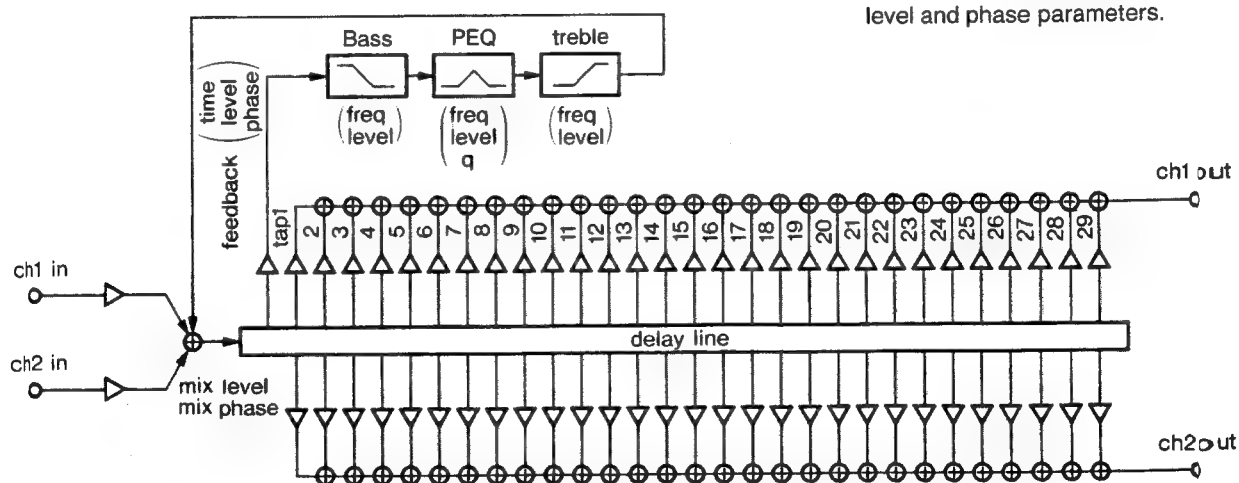 level and phase parameters.
Bass PEQ treble
(time level phase)
feedback
(freq level)
(freq level q)
(freq level)
ch1 out
tap1 2 3 4 5 6 7 8 9 10 11 12 13 14 15 16 17 18 19 20 21 22 23 24 25 26 27 28 29
ch1 in
delay line
ch2 in
mix level
mix phase
ch2out